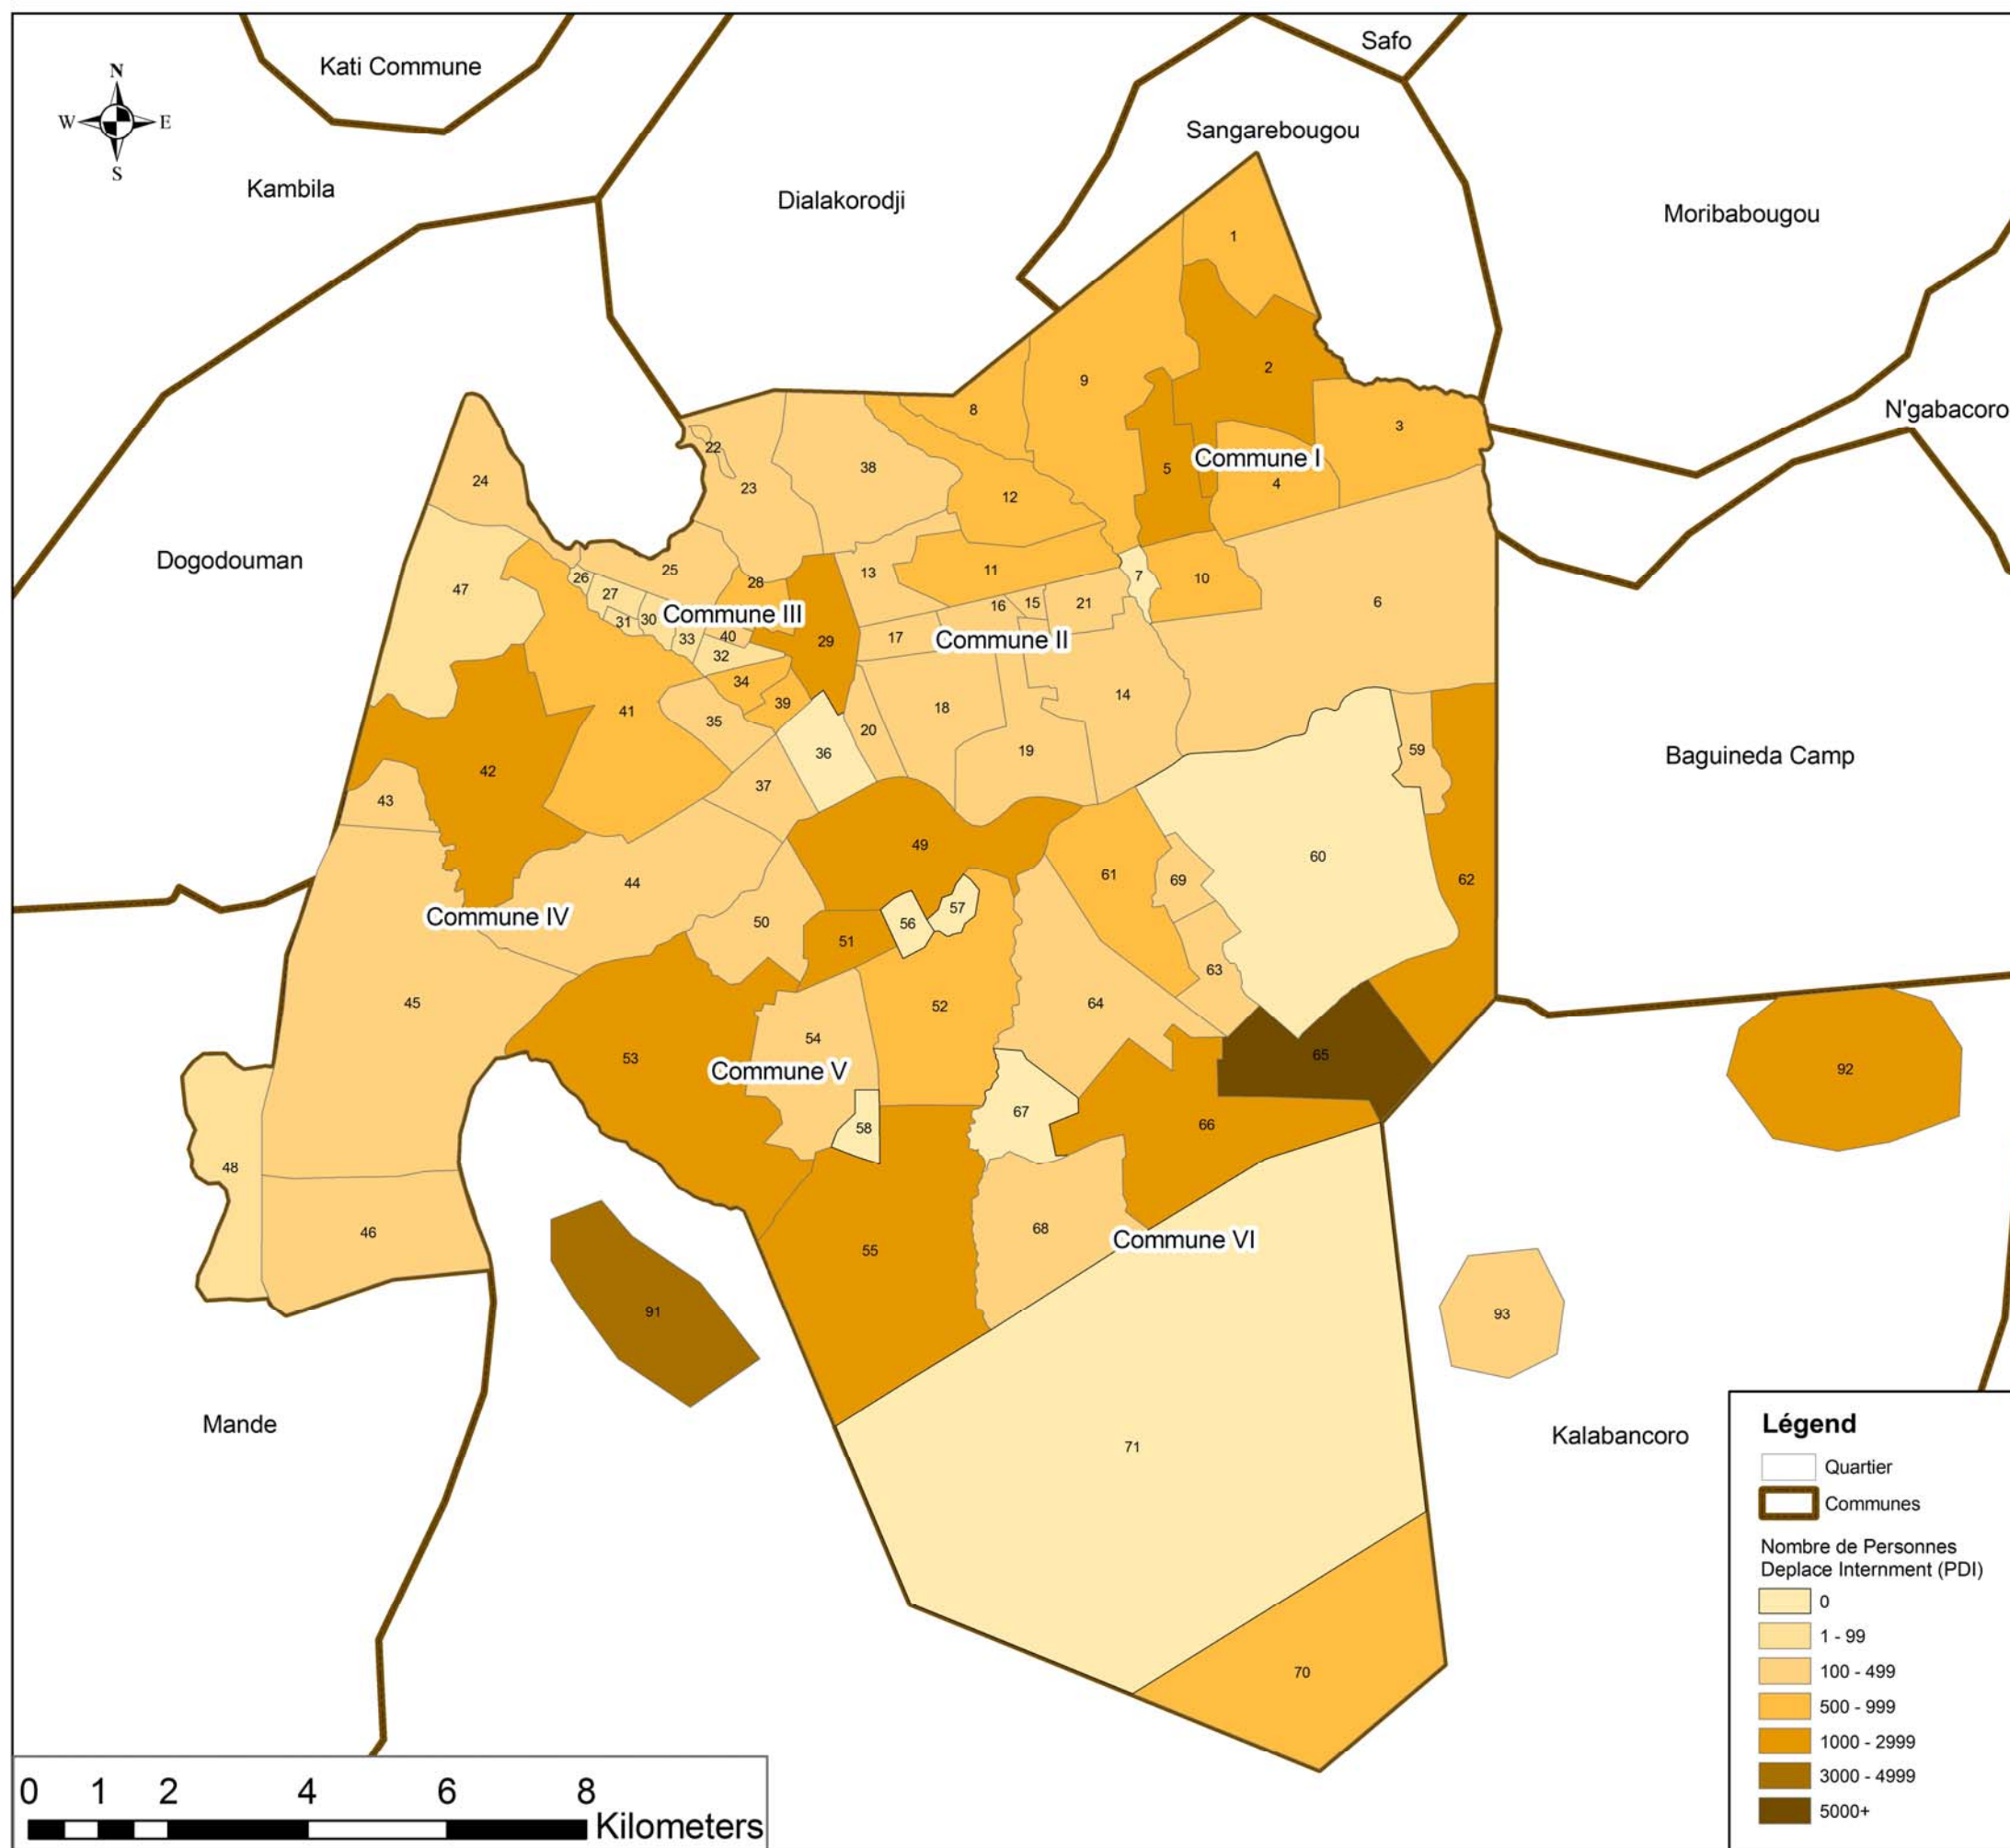 Safo
Kati Commune
N
W E
S
Sangarebougou
Kambila
Dialakorodji
Moribabougou
1
2
9
8
N'gabacoro
3
22
Commune I
5
38
24
4
23
12
Dogodouman
13
11
25
26
28
7
10
47
27
6
16
15
21
Commune III
31
30
33
40
29
17
Commune II
32
34
14
39
18
41
35
20
19
36
59
Baguineda Camp
42
37
43
49
60
61
44
69
62
57
Commune IV
50
56
51
63
45
64
52
54
53
65
Commune V
92
67
66
58
48
46
68
Commune VI
55
91
93
Mande
Kalabancoro
71
70
Légend
Quartier
Communes
Nombre de Personnes
Deplace Internment (PDI)
0
1 - 99
100 - 499
500 - 999
1000 - 2999
3000 - 4999
5000+
0 1 2 4 6 8
Kilometers